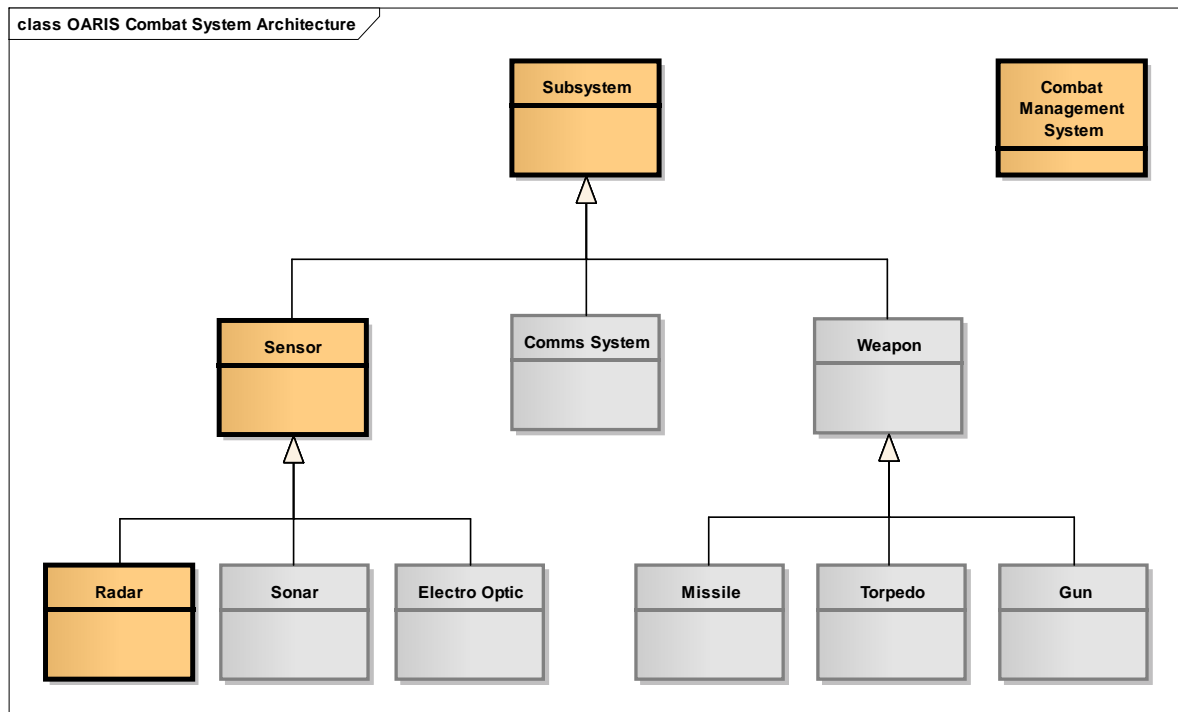 class OARIS Combat System Architecture
Subsystem
Combat
Management
System
Sensor
Comms System
Weapon
Radar
Sonar
Electro Optic
Missile
Torpedo
Gun